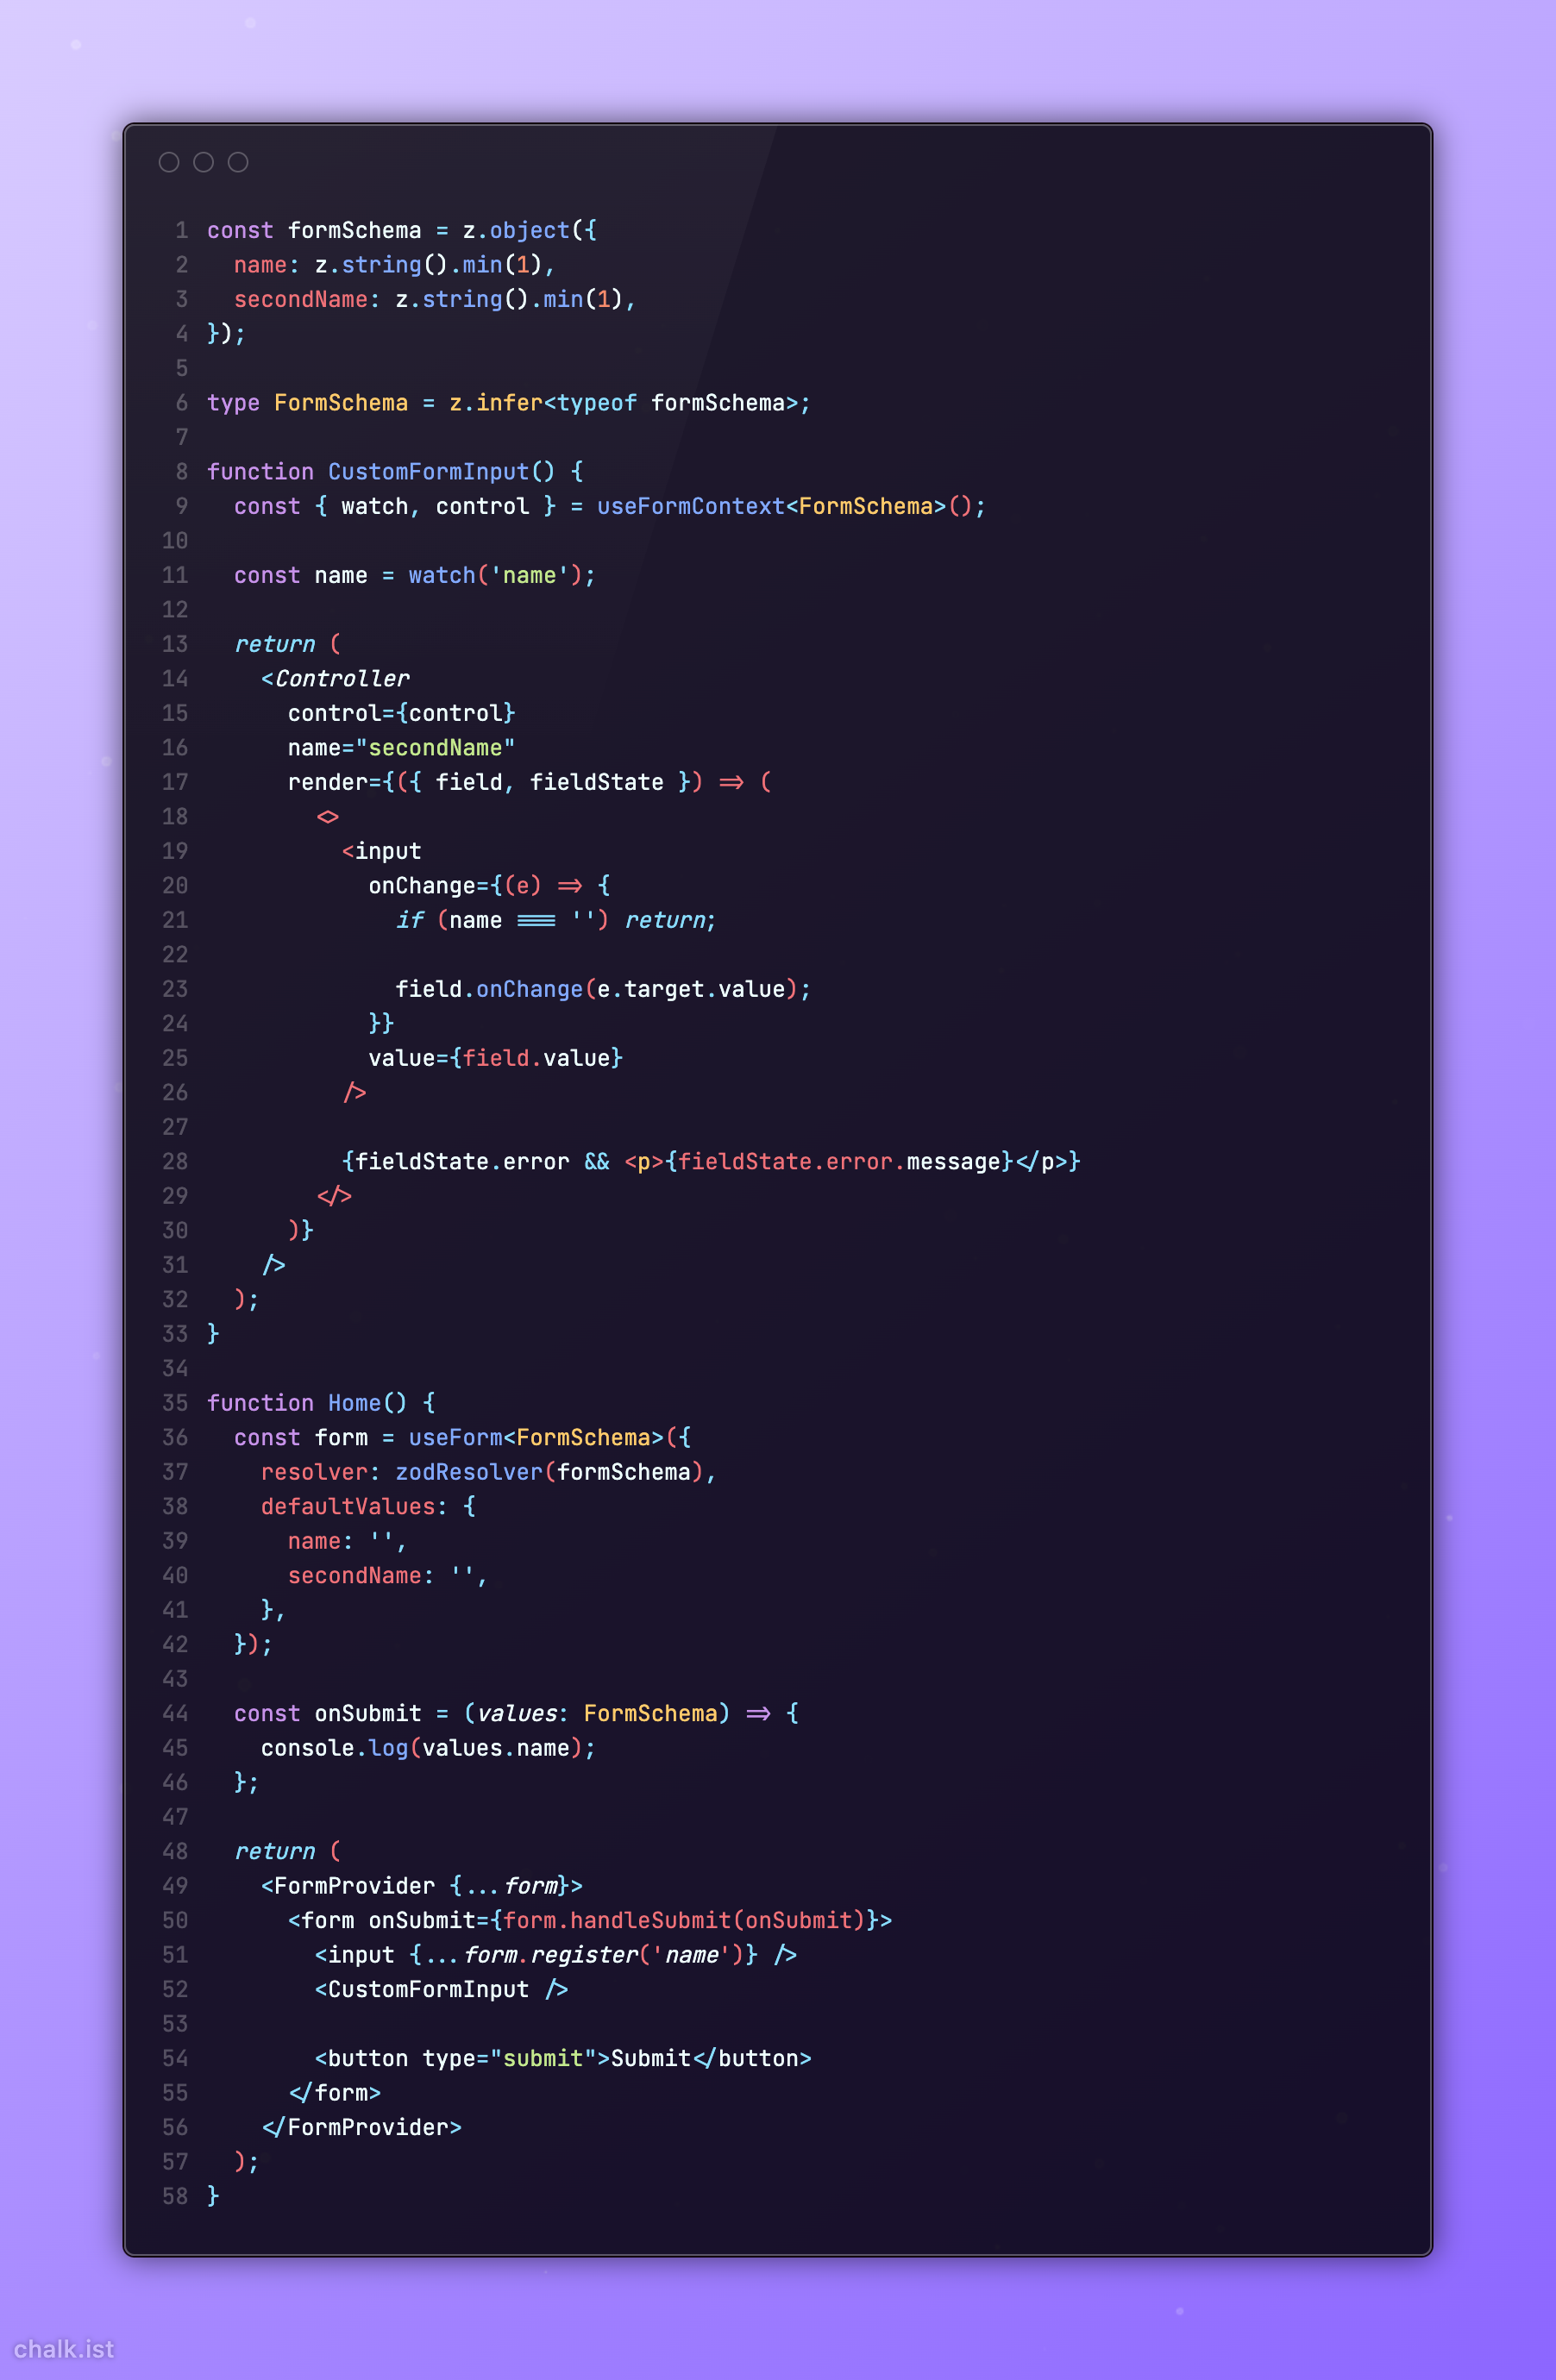 1 const formSchema = z.object({
2   name: z.string().min(1),
3   secondName: z.string().min(1),
4 });
5
6 type FormSchema = z.infer<typeof formSchema>;
7
8 function CustomFormInput() {
9   const { watch, control } = useFormContext<FormSchema>();
10
11   const name = watch('name');
12
13   return (
14     <Controller
15       control={control}
16       name="secondName"
17       render={({ field, fieldState }) => (
18         <>
19           <input
20             onChange={(e) => {
21               if (name === '') return;
22
23               field.onChange(e.target.value);
24             }}
25             value={field.value}
26           />
27
28           {fieldState.error && <p>{fieldState.error.message}</p>}
29         </>
30       )}
31     />
32   );
33 }
34
35 function Home() {
36   const form = useForm<FormSchema>({
37     resolver: zodResolver(formSchema),
38     defaultValues: {
39       name: '',
40       secondName: '',
41     },
42   });
43
44   const onSubmit = (values: FormSchema) => {
45     console.log(values.name);
46   };
47
48   return (
49     <FormProvider {...form}>
50       <form onSubmit={form.handleSubmit(onSubmit)}>
51         <input {...form.register('name')} />
52         <CustomFormInput />
53
54         <button type="submit">Submit</button>
55       </form>
56     </FormProvider>
57   );
58 }
chalk.ist